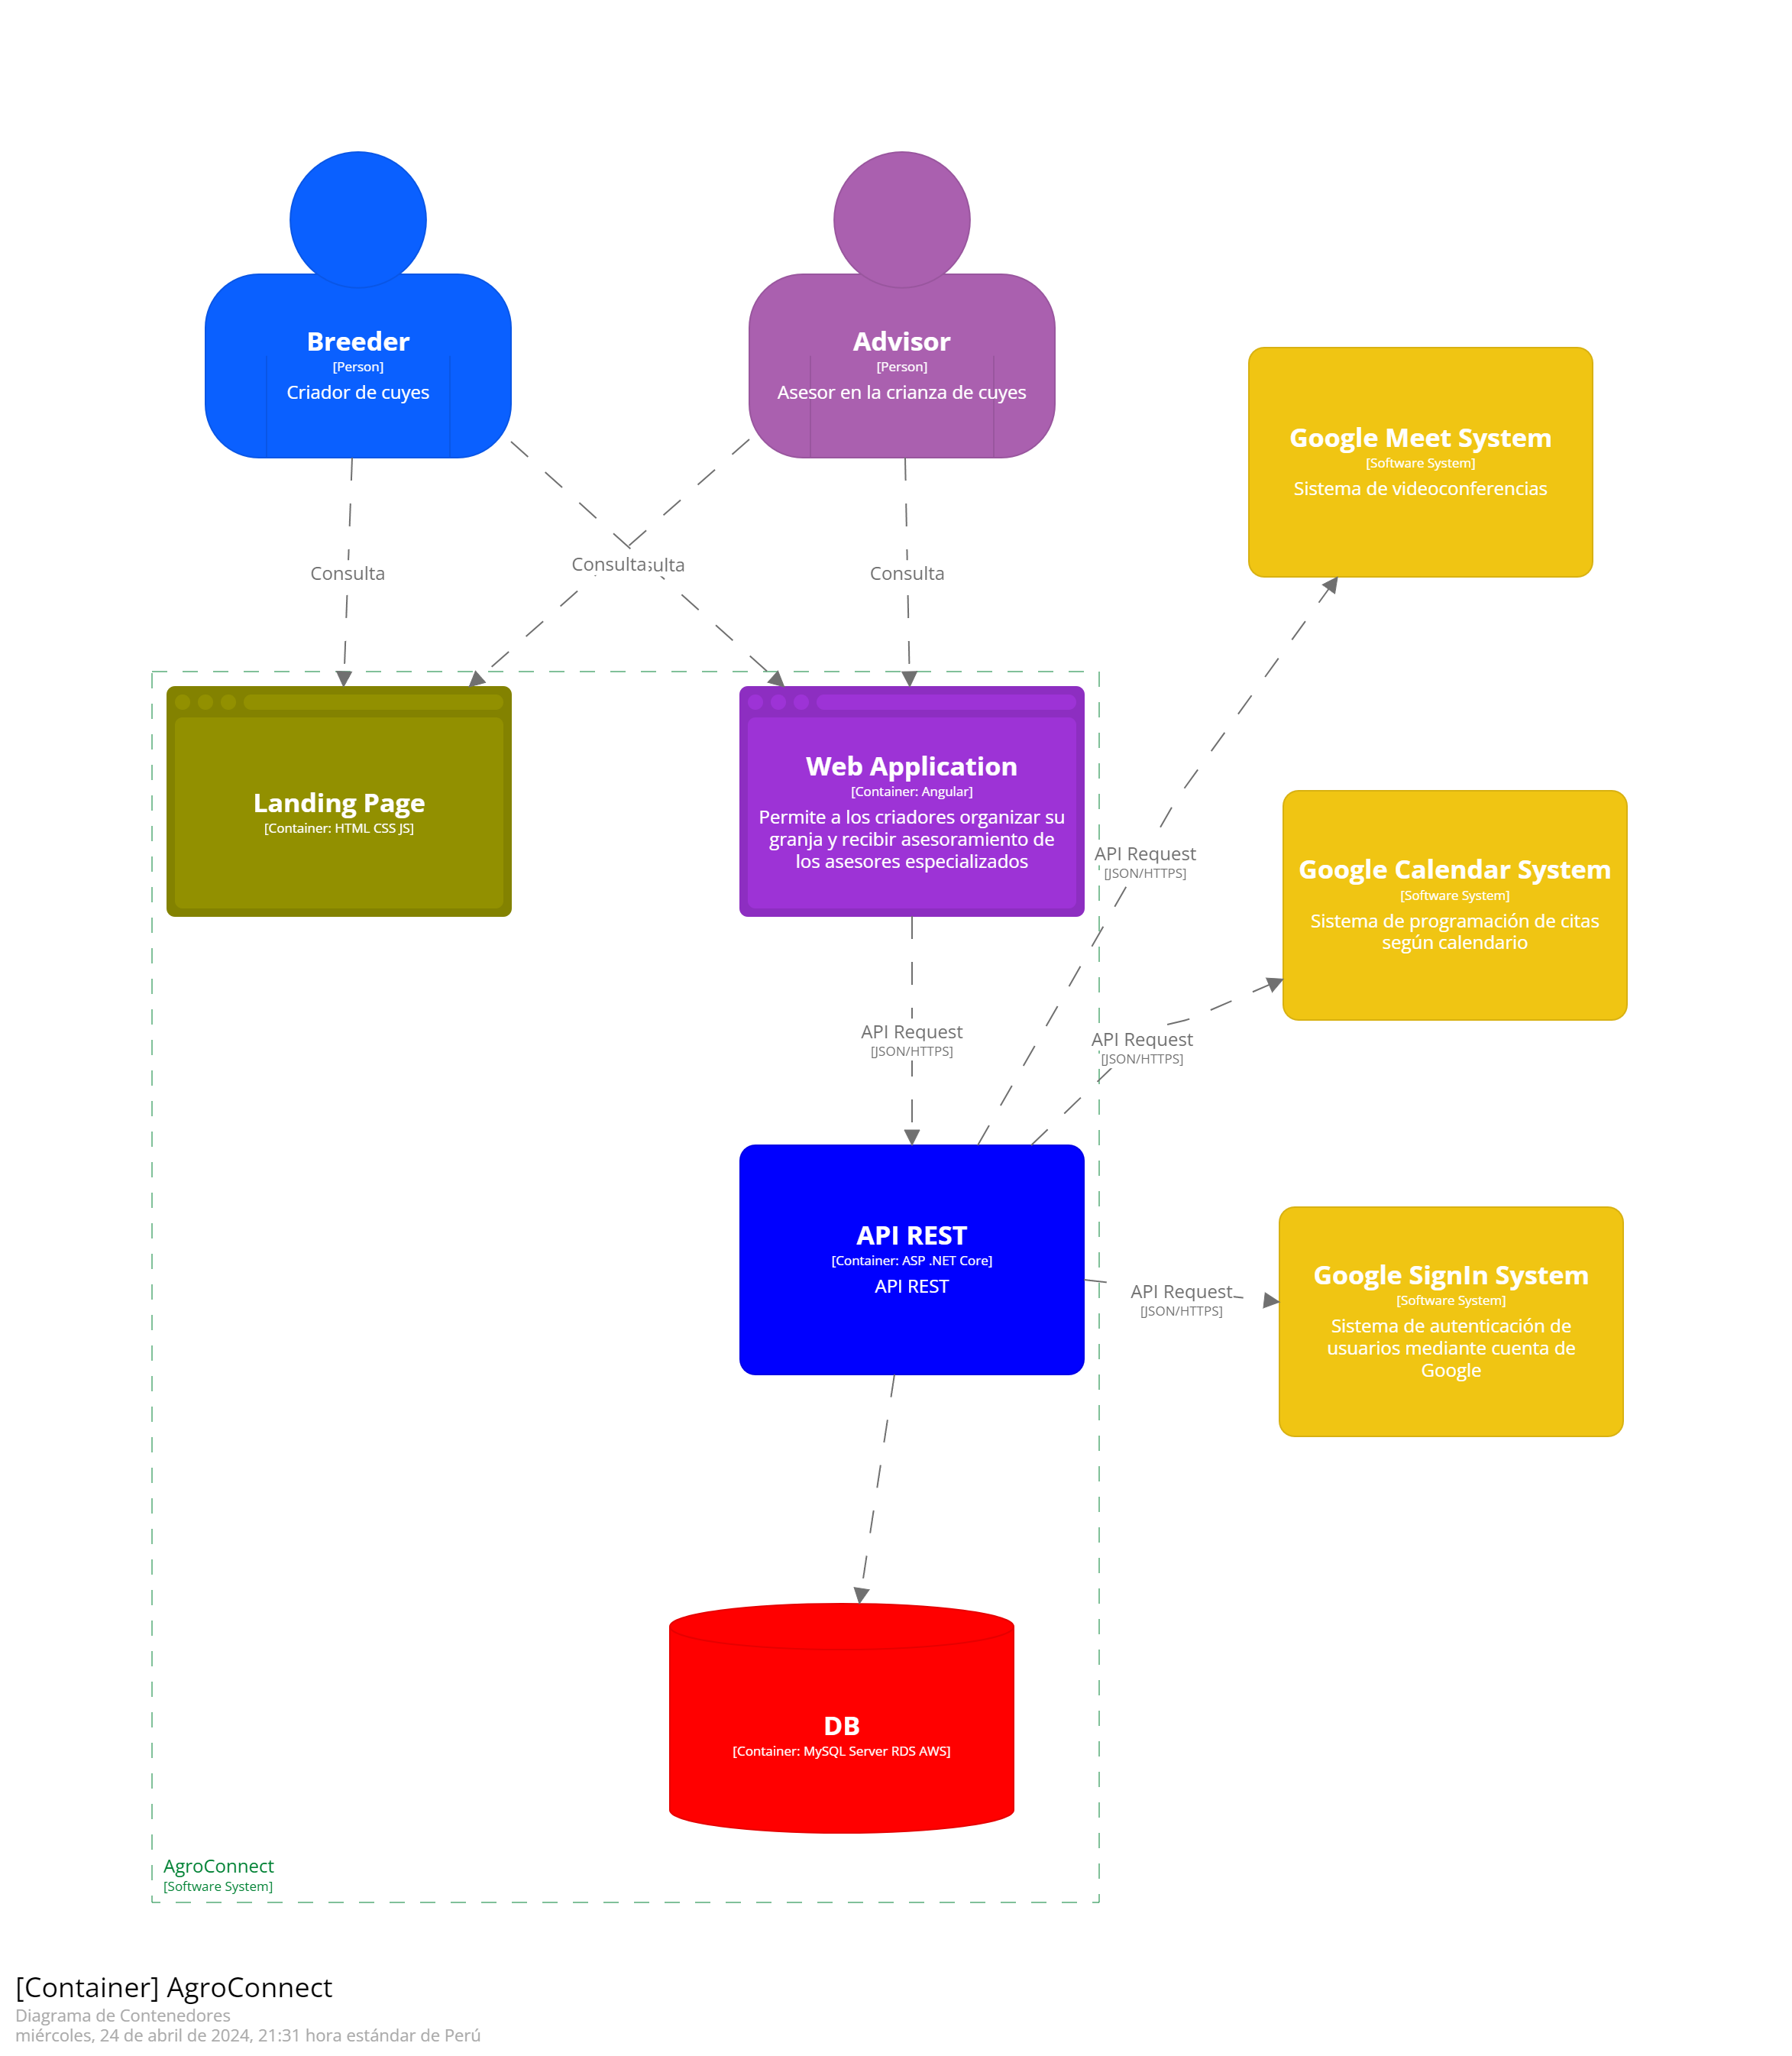 Breeder
[Person]
Criador de cuyes
Advisor
[Person]
Asesor en la crianza de cuyes
Google Meet System
[Software System]
Sistema de videoconferencias
Consulta
Consulta
sulta
Consulta
Landing Page
[Container: HTML CSS JS]
Web Application
[Container: Angular]
Permite a los criadores organizar su
granja y recibir asesoramiento de
los asesores especializados
API Request
[JSON/HTTPS]
Google Calendar System
[Software System]
Sistema de programación de citas
según calendario
API Request
[JSON/HTTPS]
API Request
[JSON/HTTPS]
API REST
[Container: ASP .NET Core]
API REST
API Request
[JSON/HTTPS]
Google SignIn System
[Software System]
Sistema de autenticación de
usuarios mediante cuenta de
Google
DB
[Container: MySQL Server RDS AWS]
AgroConnect
[Software System]
[Container] AgroConnect
Diagrama de Contenedores
miércoles, 24 de abril de 2024, 21:31 hora estándar de Perú